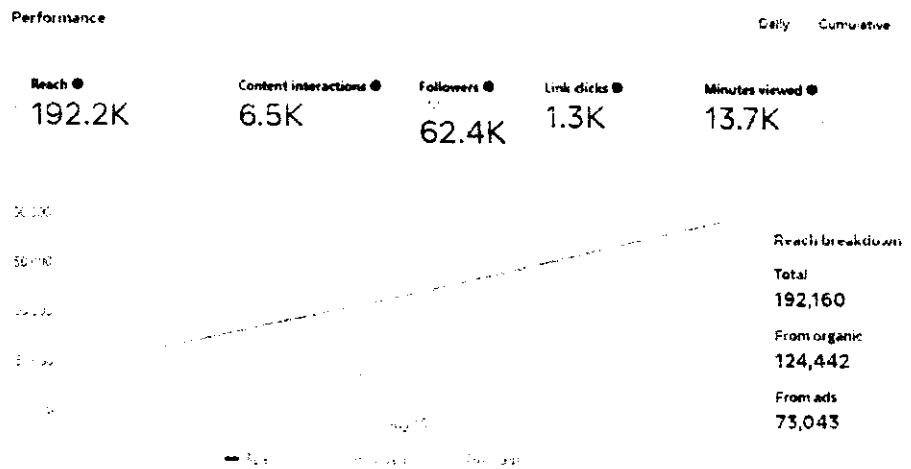 Performance
Daily Cumulative
Reach Content interactions Followers Link clicks Minutes viewed
192.2K 6.5K 62.4K 1.3K 13.7K
Reach breakdown
Total
192,160
From organic
124,442
From ads
73,043